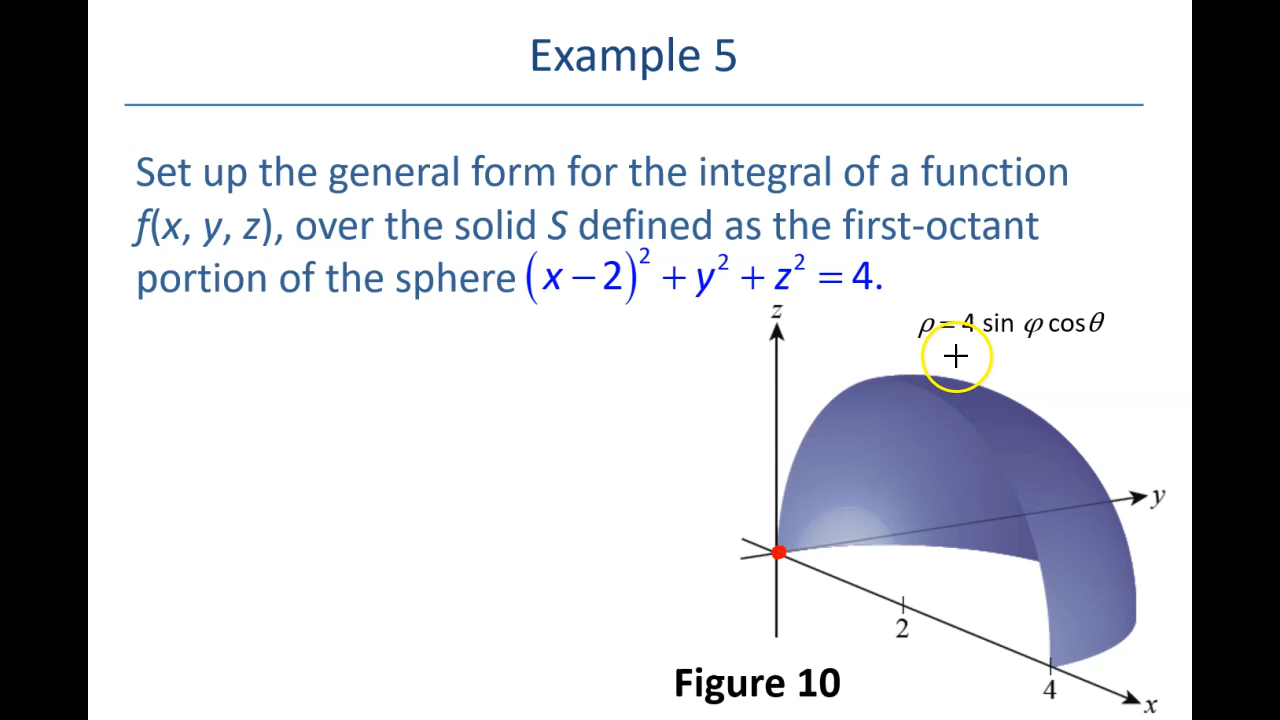 Example 5
Set up the general form for the integral of a function
f(x, y, z), over the solid S defined as the first-octant
portion of the sphere (x − 2)² + y² + z² = 4.
z
ρ = 4 sin φ cosθ
y
2
4
x
Figure 10